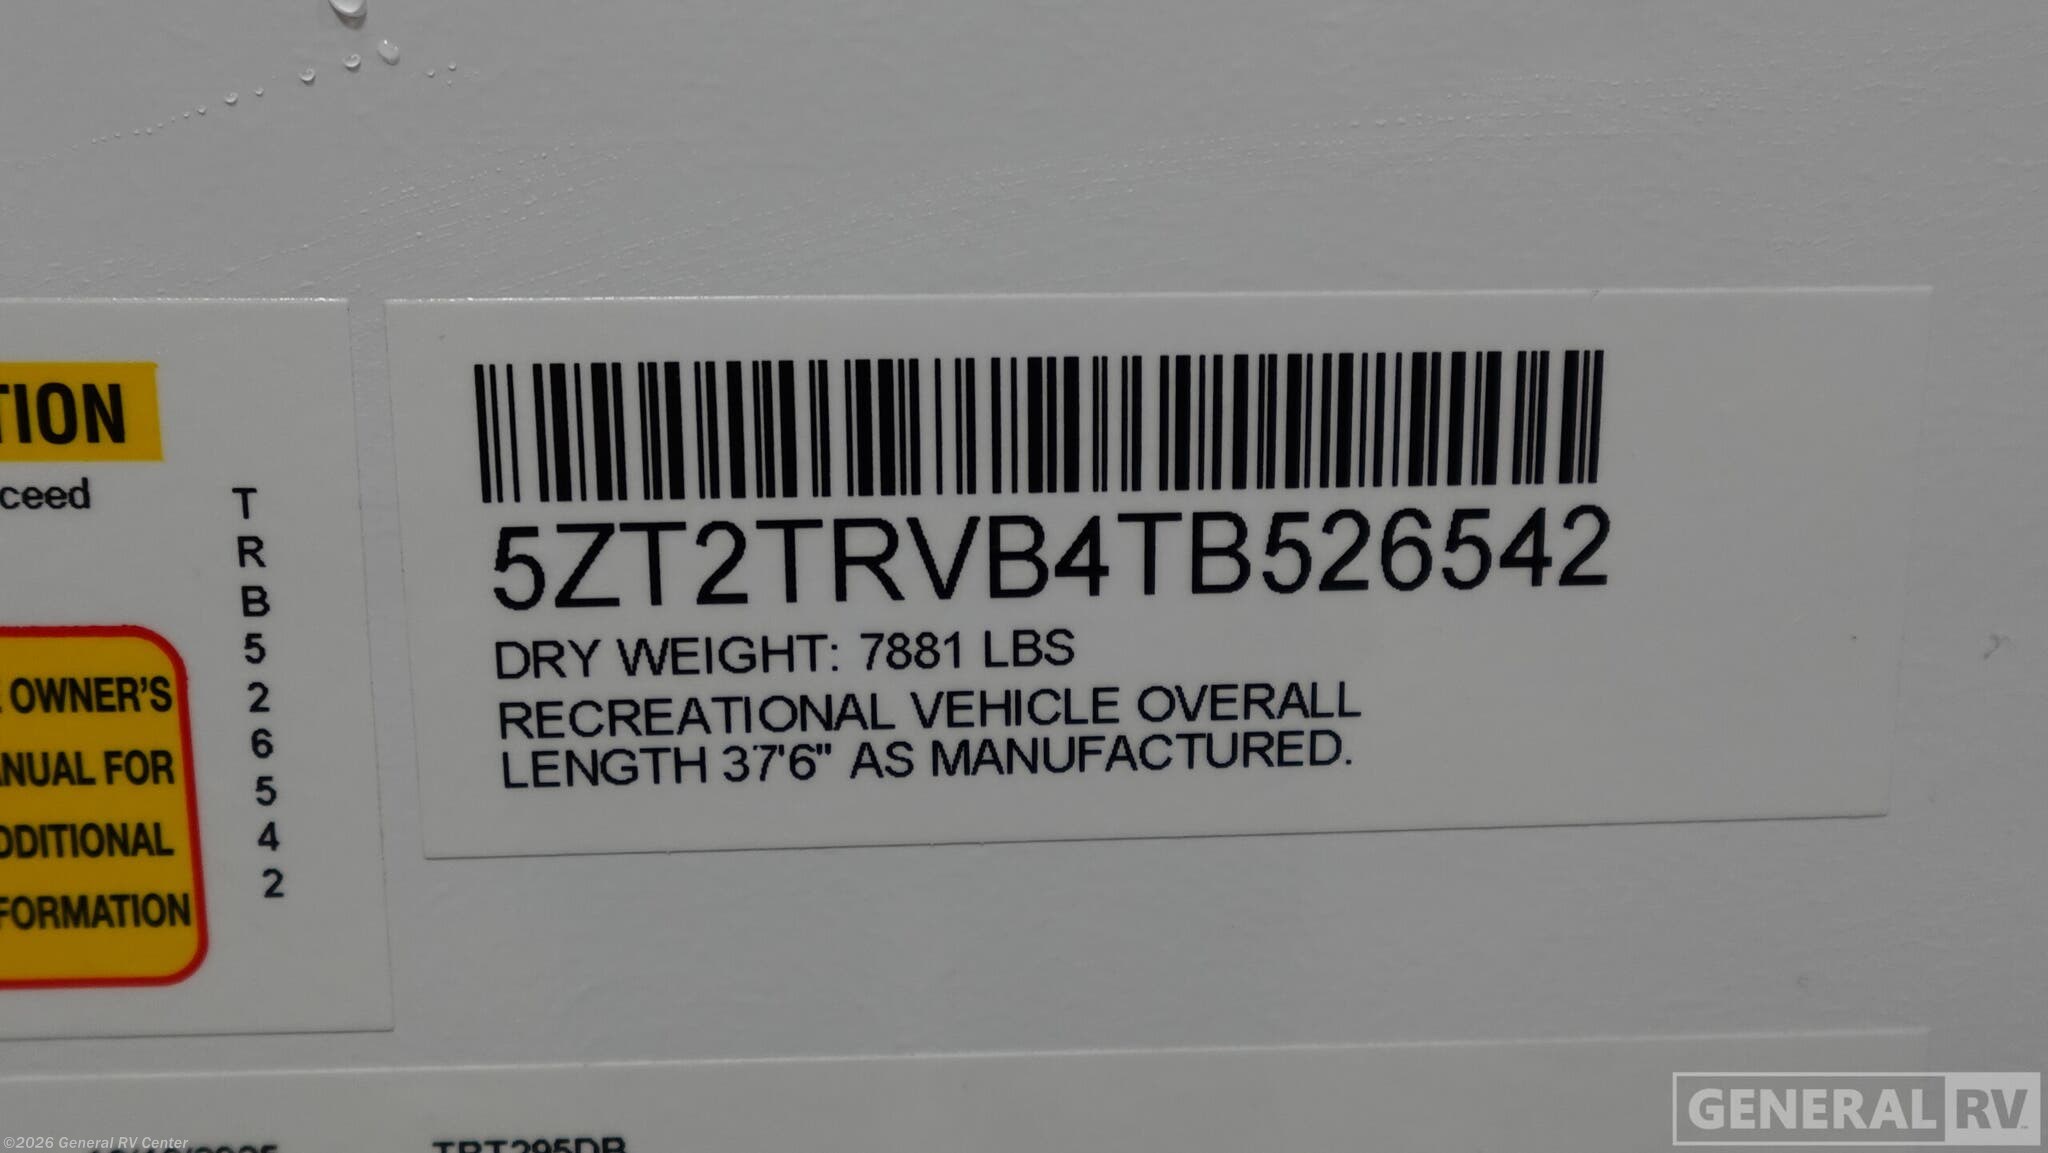 TION
ceed
OWNER'S
NUAL FOR
DDITIONAL
FORMATION
T
R
B
5
2
6
5
4
2
5ZT2TRVB4TB526542
DRY WEIGHT: 7881 LBS
RECREATIONAL VEHICLE OVERALL
LENGTH 37'6" AS MANUFACTURED.
TRT295DB
©2026 General RV Center
GENERAL RV